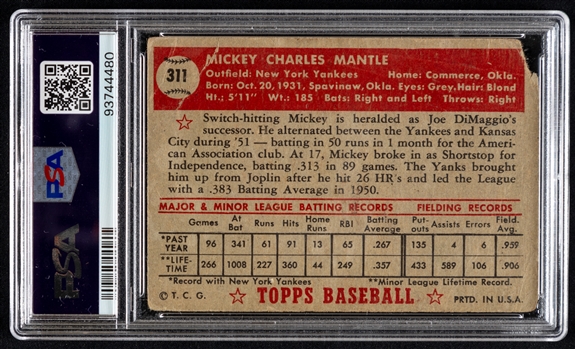 PSA
93744480
PSA
311
MICKEY CHARLES MANTLE
Outfield: New York Yankees Home: Commerce, Okla.
Born: Oct. 20, 1931, Spavinaw, Okla. Eyes: Grey, Hair: Blond
Ht.: 5'11" Wt.: 185 Bats: Right and Left Throws: Right
Switch-hitting Mickey is heralded as Joe DiMaggio's
successor. He alternated between the Yankees and Kansas
City during '51 — batting in 50 runs in 1 month for the Amer-
ican Association club. At 17, Mickey broke in as Shortstop for
Independence, batting .313 in 89 games. The Yanks brought
him up from Joplin after he hit 26 HR's and led the League
with a .383 Batting Average in 1950.
MAJOR & MINOR LEAGUE BATTING RECORDS FIELDING RECORDS
Games At Bat Runs Hits Home Runs RBI Batting Average Put-outs Assists Errors Field. Avg.
*PAST YEAR 96 341 61 91 13 65 .267 135 4 6 .959
**LIFE-TIME 266 1008 227 360 44 249 .357 433 589 106 .906
*Record with New York Yankees **Minor League Lifetime Record.
© T. C. G. TOPPS BASEBALL PRTD. IN U.S.A.